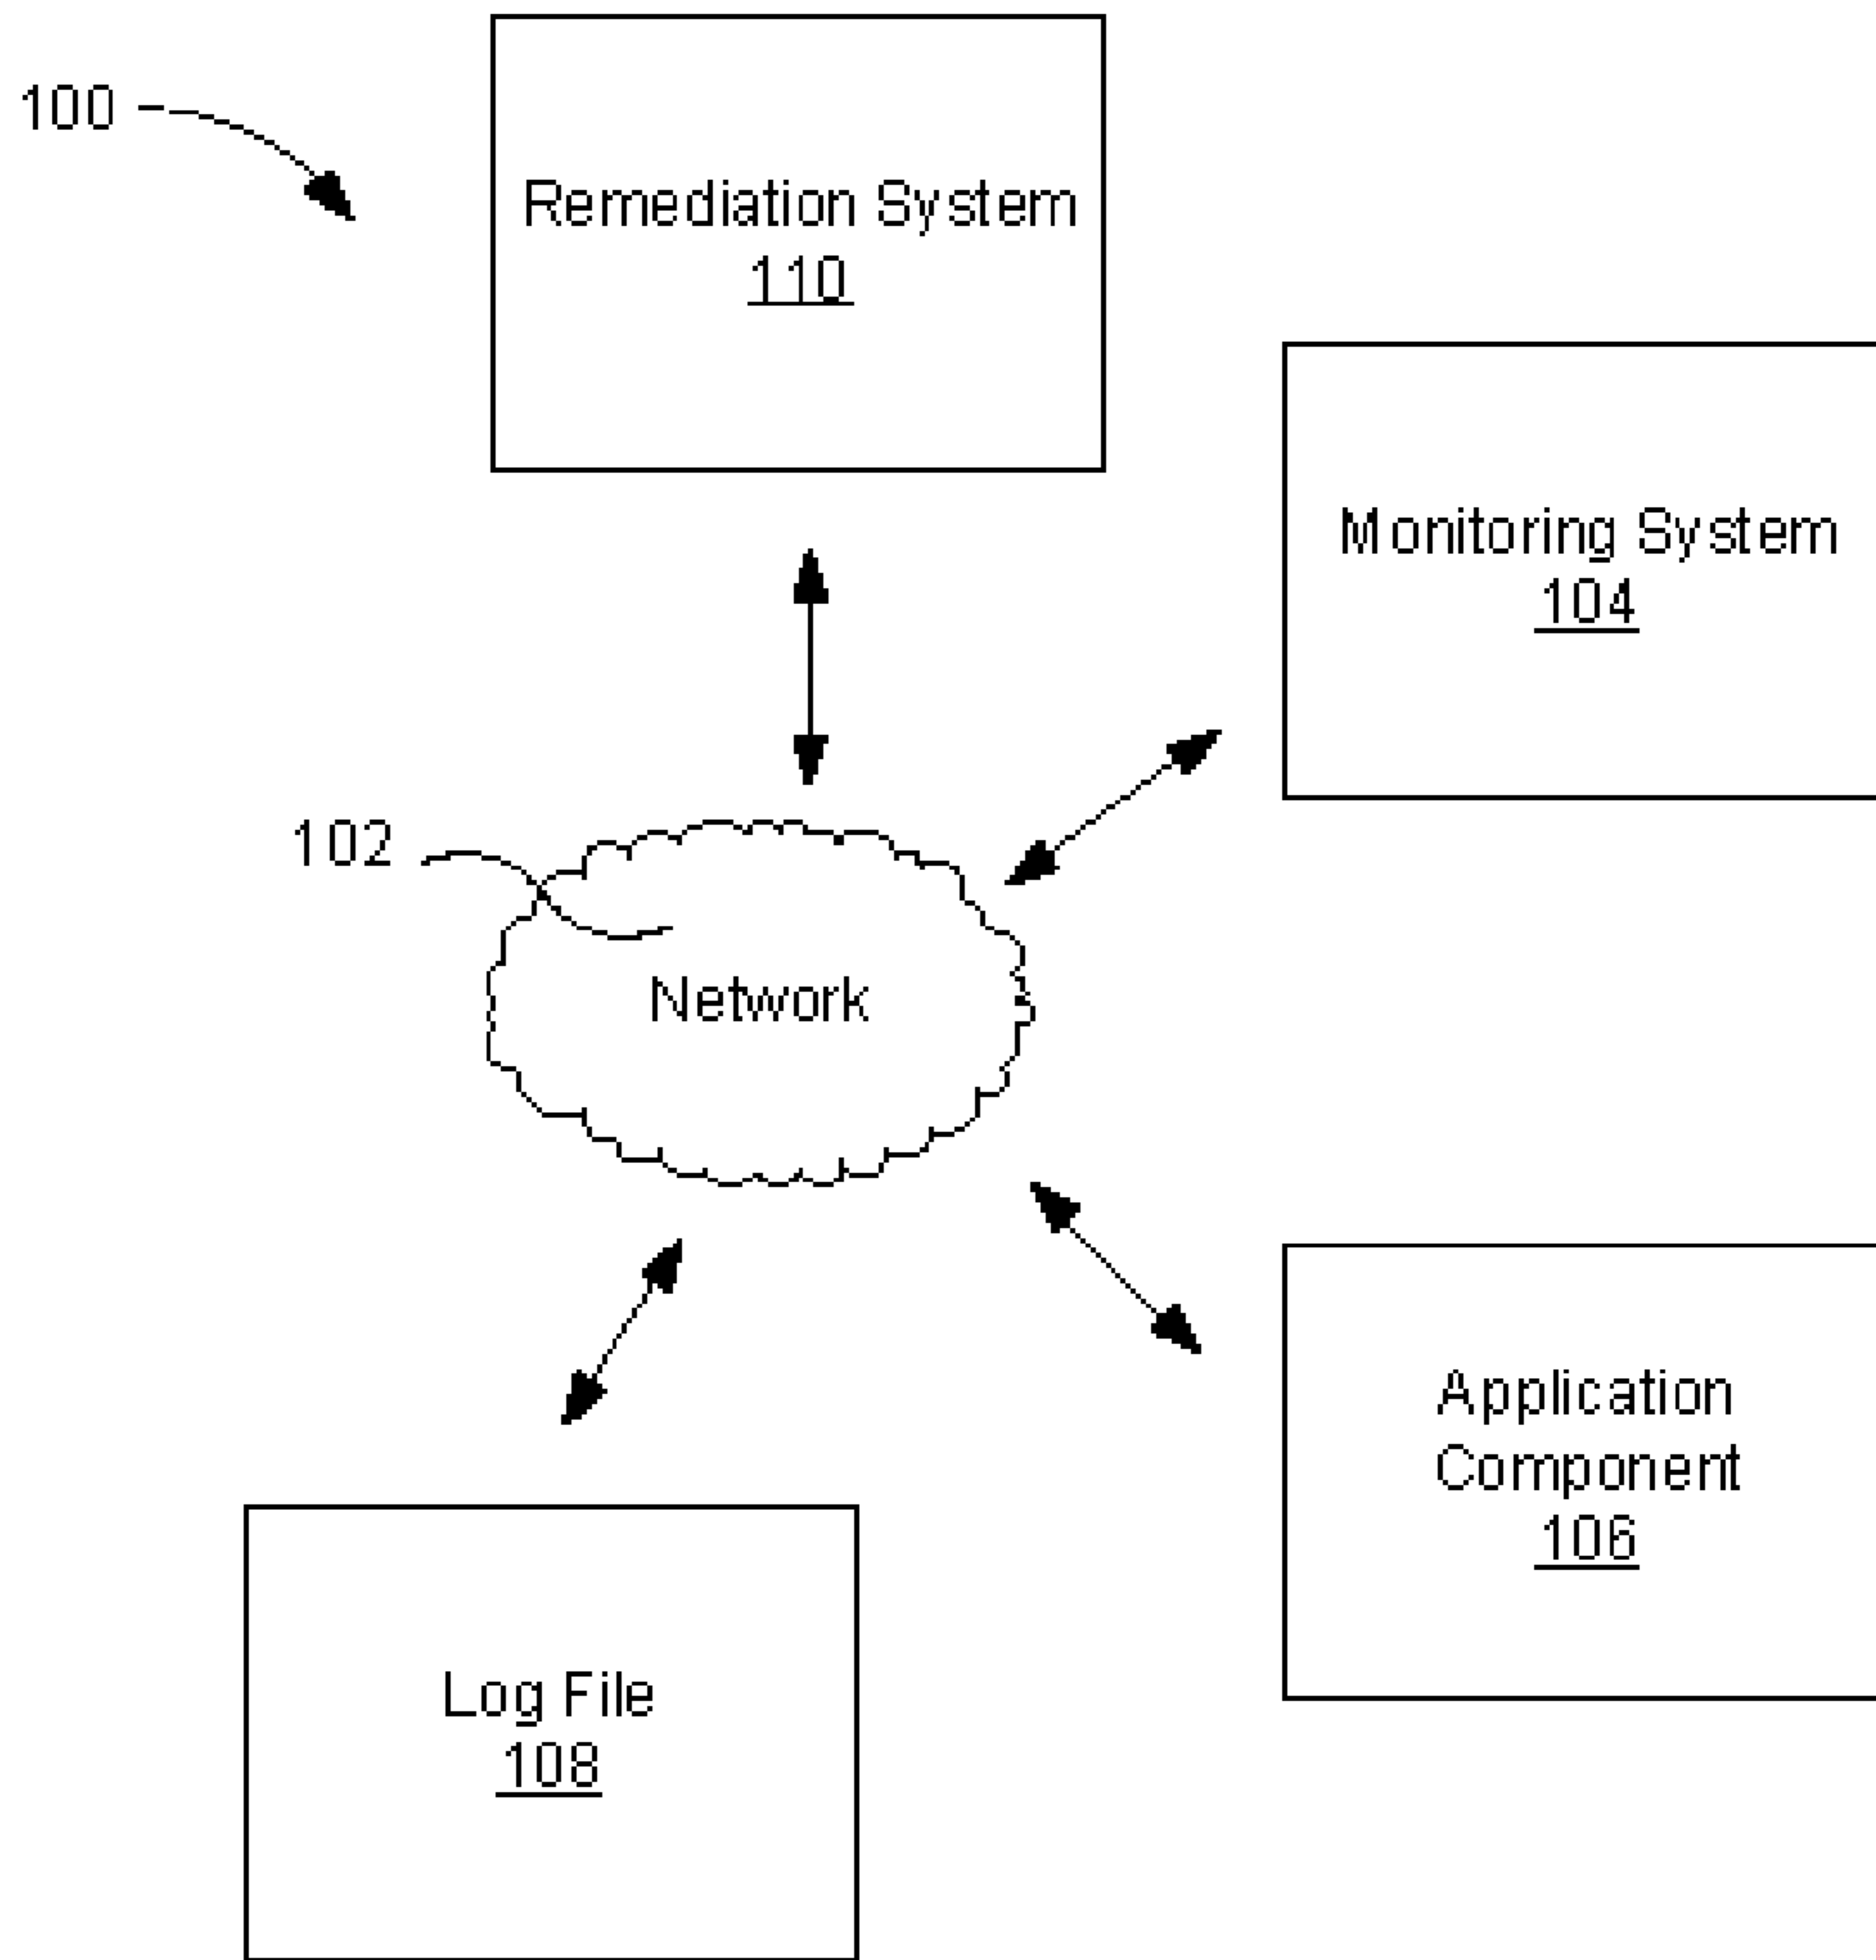 100
Remediation System
110
Monitoring System
104
102
Network
Application
Component
106
Log File
108